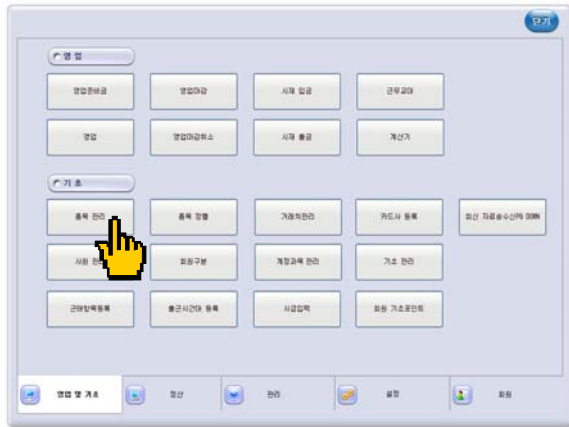 닫기
영 업
영업준비금 영업마감 시재 입금 근무교대
영업 영업마감취소 시재 출금 계산기
기 초
품목 관리 품목 정렬 거래처관리 카드사 등록 최신 자료송수신PG DOWN
사원 회원구분 계정과목 관리 기초 관리
근태항목등록 출근시간대 등록 시급입력 회원 기초포인트
영업 및 기초 정산 관리 설정 회원